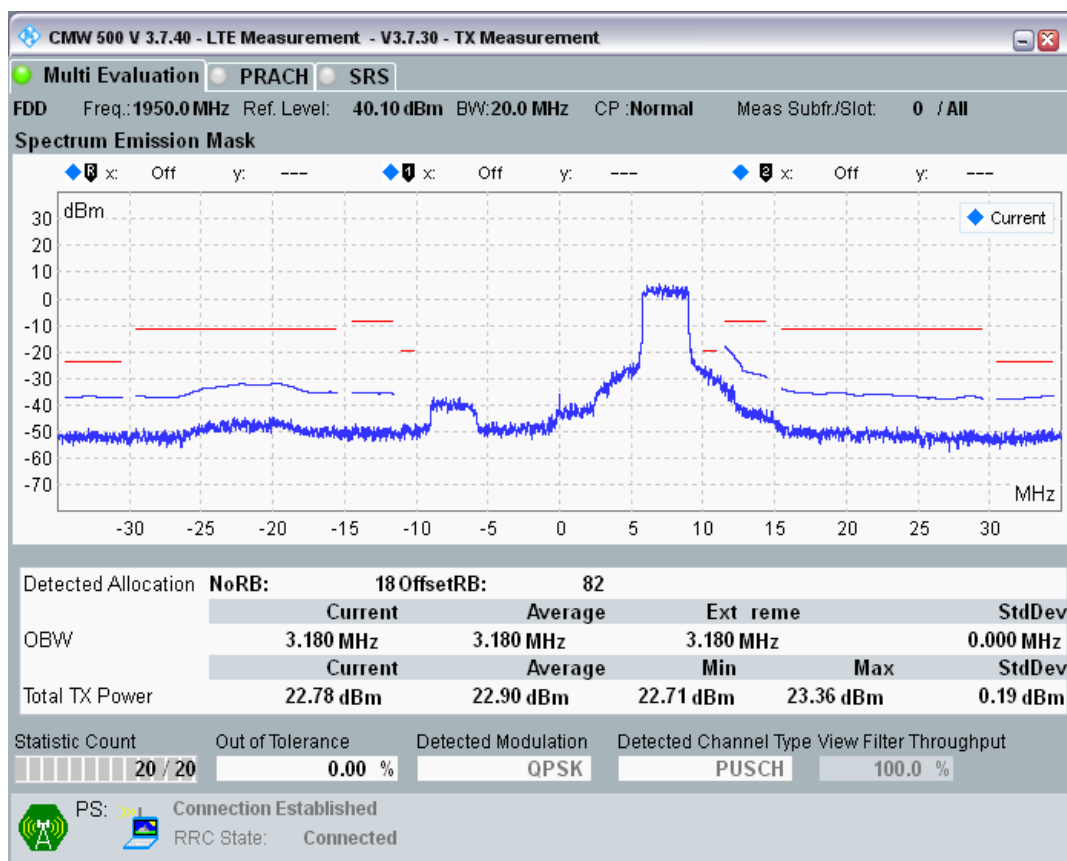 CMW 500 V 3.7.40 - LTE Measurement - V3.7.30 - TX Measurement
Multi Evaluation PRACH SRS
FDD Freq.: 1950.0 MHz Ref. Level: 40.10 dBm BW: 20.0 MHz CP : Normal Meas Subfr./Slot: 0 / All
Spectrum Emission Mask
R x: Off y: --- 1 x: Off y: --- 2 x: Off y: ---
dBm
Current
30
20
10
0
-10
-20
-30
-40
-50
-60
-70
MHz
-30 -25 -20 -15 -10 -5 0 5 10 15 20 25 30
Detected Allocation NoRB: 18 OffsetRB: 82
Current Average Ext reme StdDev
OBW 3.180 MHz 3.180 MHz 3.180 MHz 0.000 MHz
Current Average Min Max StdDev
Total TX Power 22.78 dBm 22.90 dBm 22.71 dBm 23.36 dBm 0.19 dBm
Statistic Count Out of Tolerance Detected Modulation Detected Channel Type View Filter Throughput
20 / 20 0.00 % QPSK PUSCH 100.0 %
PS: Connection Established
RRC State: Connected